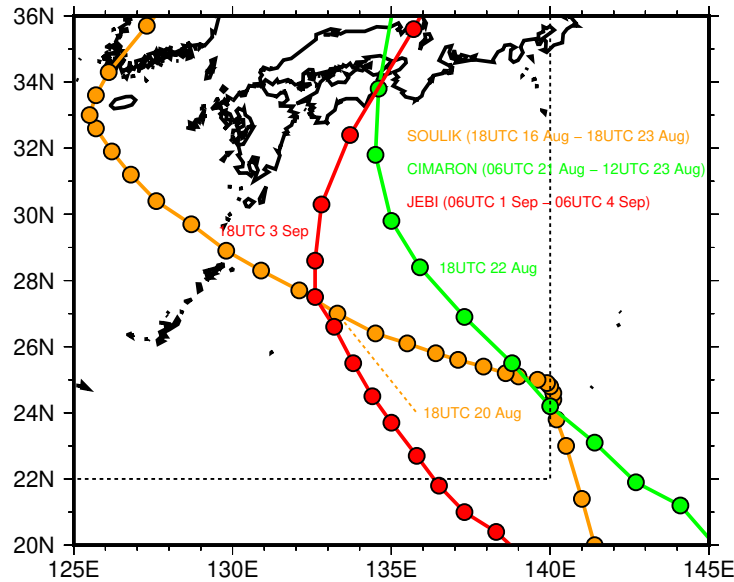 36N
34N
32N
30N
28N
26N
24N
22N
20N
SOULIK (18UTC 16 Aug – 18UTC 23 Aug)
CIMARON (06UTC 21 Aug – 12UTC 23 Aug)
JEBI (06UTC 1 Sep – 06UTC 4 Sep)
18UTC 3 Sep
18UTC 22 Aug
18UTC 20 Aug
125E 130E 135E 140E 145E